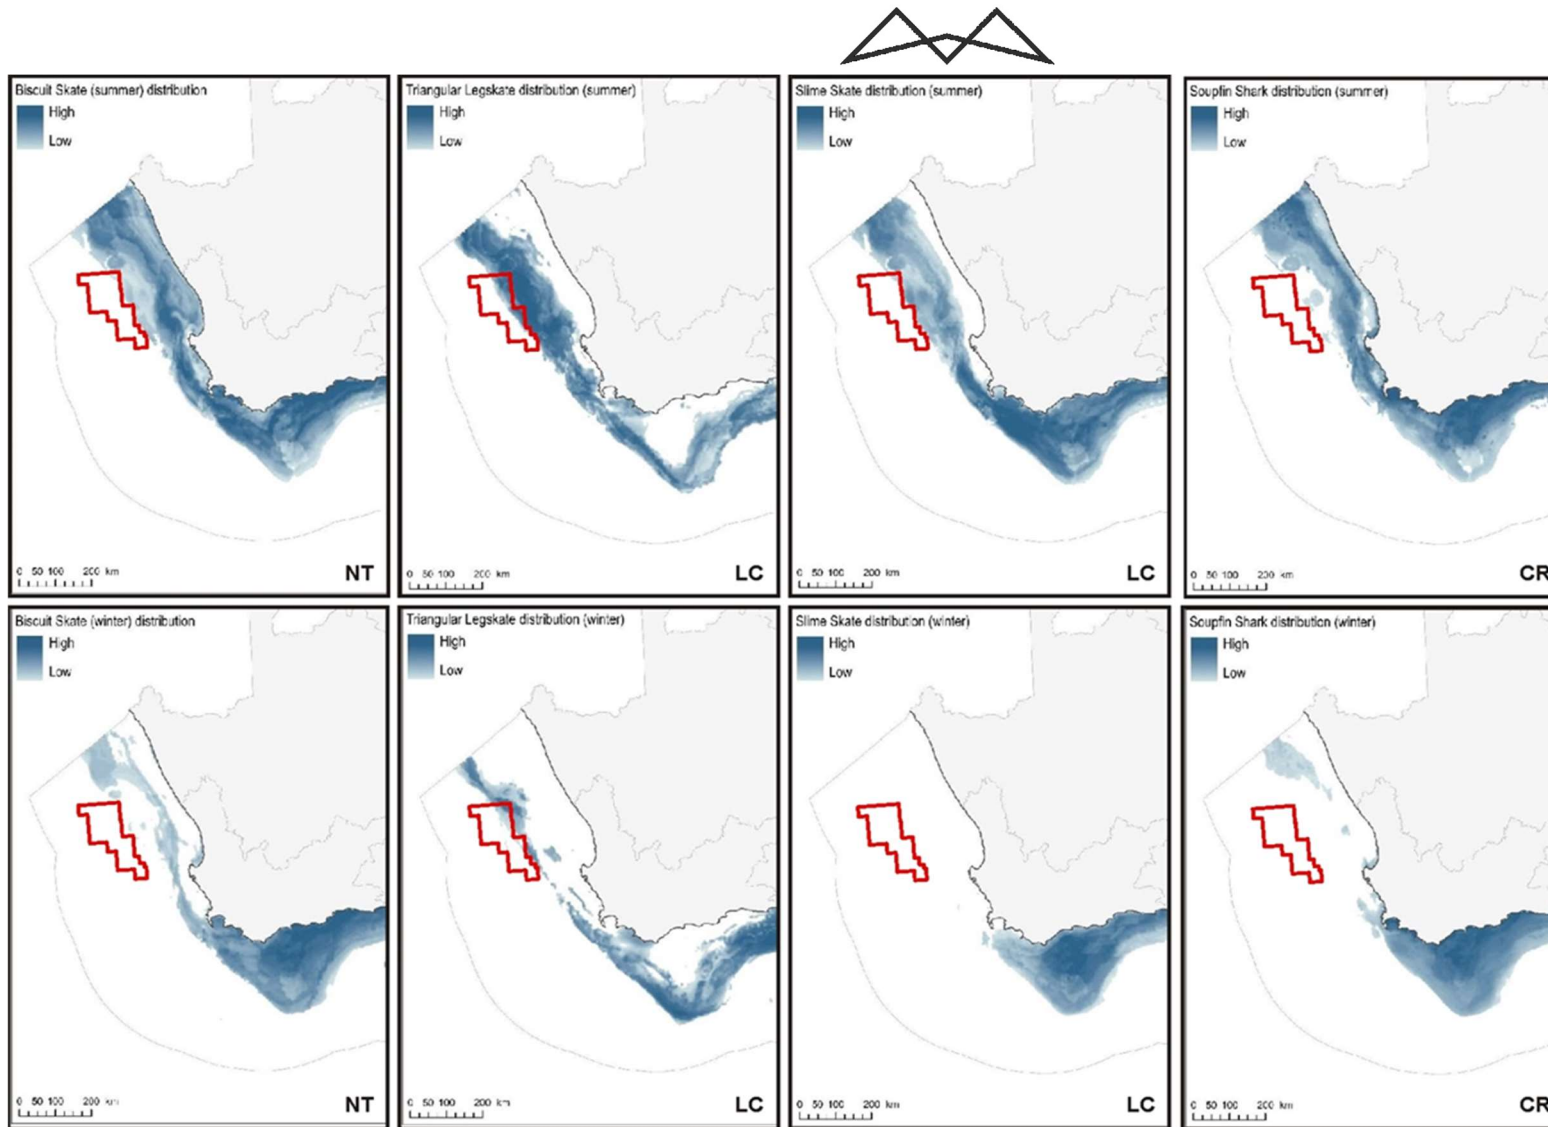 Biscuit Skate (summer) distribution
High
Low
0 50 100 200 km
NT
Triangular Legskate distribution (summer)
High
Low
0 50 100 200 km
LC
Slime Skate distribution (summer)
High
Low
0 50 100 200 km
LC
Soupfin Shark distribution (summer)
High
Low
0 50 100 200 km
CR
Biscuit Skate (winter) distribution
High
Low
0 50 100 200 km
NT
Triangular Legskate distribution (winter)
High
Low
0 50 100 200 km
LC
Slime Skate distribution (winter)
High
Low
0 50 100 200 km
LC
Soupfin Shark distribution (winter)
High
Low
0 50 100 200 km
CR